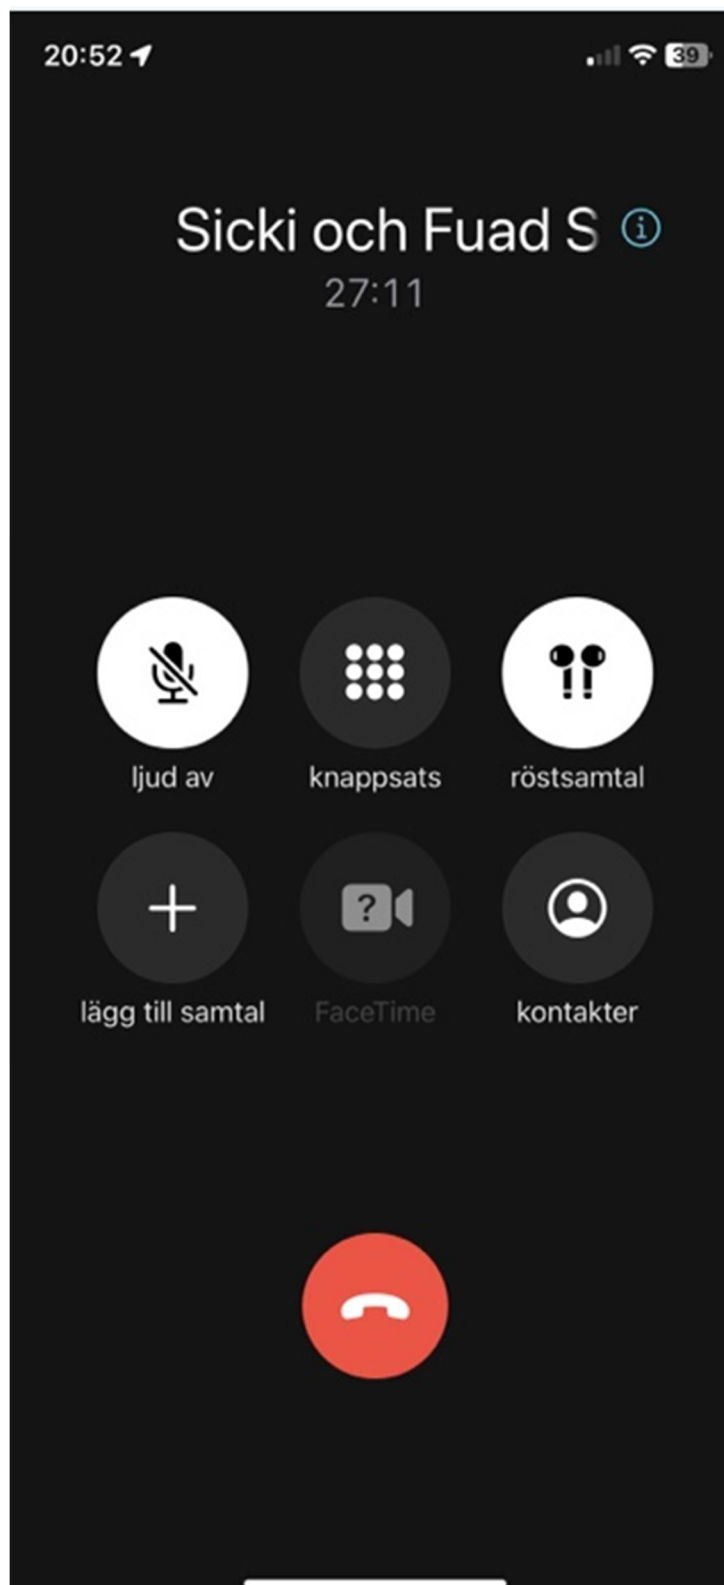 20:52
39
Sicki och Fuad S
27:11
ljud av
knappsats
röstsamtal
?
lägg till samtal
FaceTime
kontakter